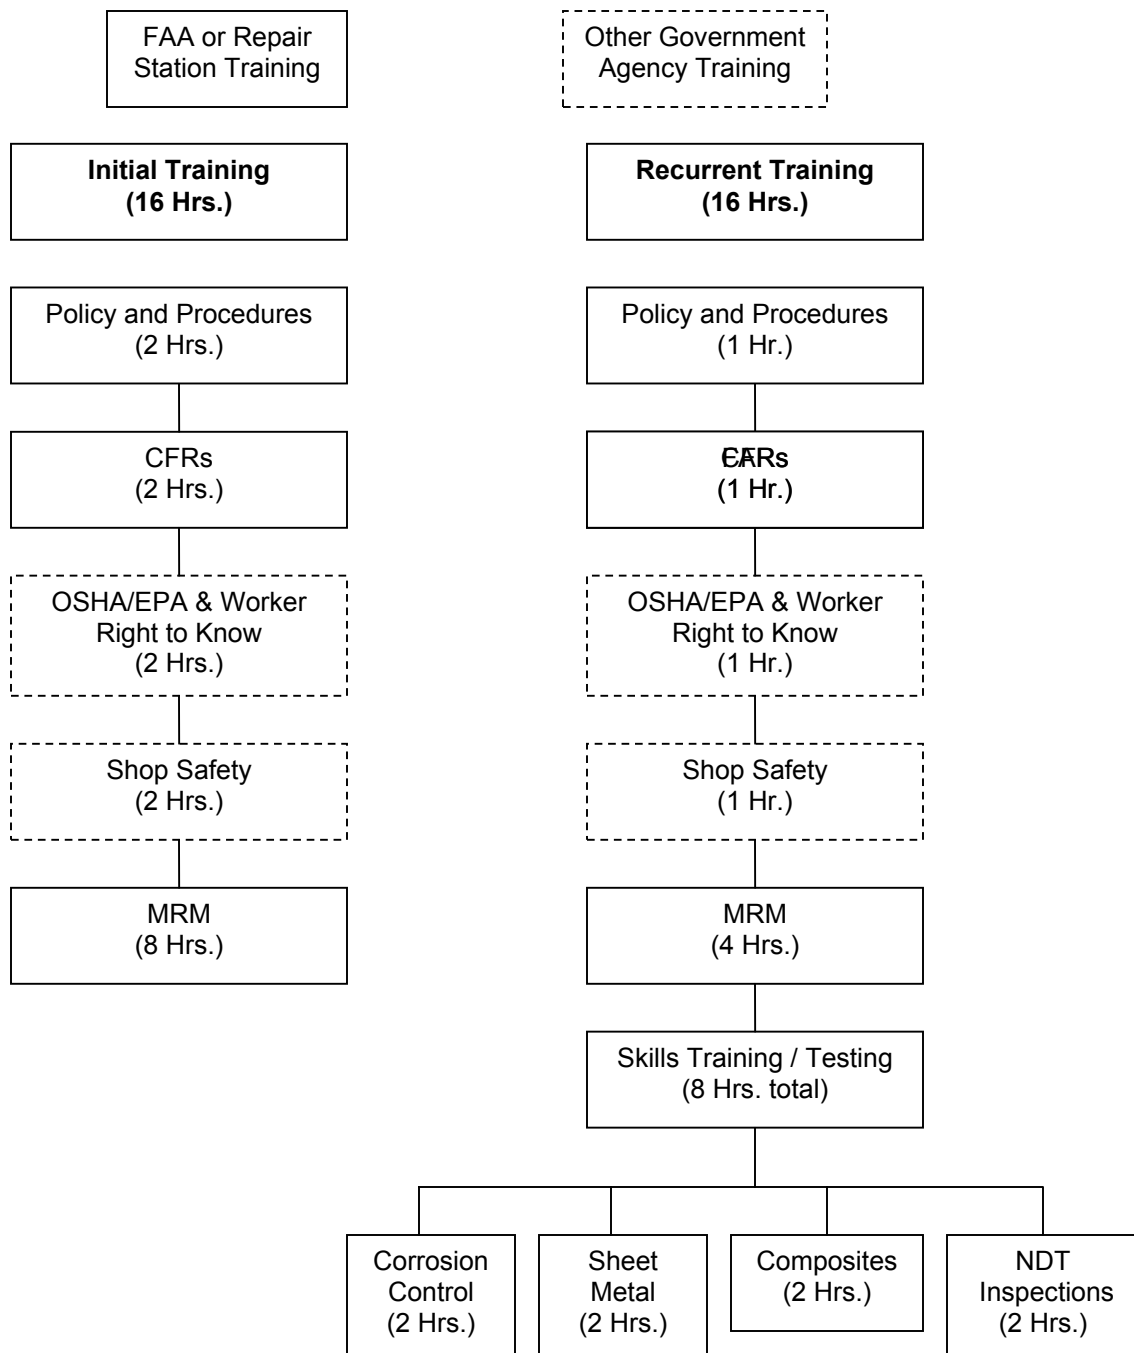 FAA or Repair
Station Training
Other Government
Agency Training
Initial Training
(16 Hrs.)
Recurrent Training
(16 Hrs.)
Policy and Procedures
(2 Hrs.)
Policy and Procedures
(1 Hr.)
CFRs
(2 Hrs.)
(1 Hr.)
OSHA/EPA & Worker
Right to Know
(2 Hrs.)
OSHA/EPA & Worker
Right to Know
(1 Hr.)
Shop Safety
(2 Hrs.)
Shop Safety
(1 Hr.)
MRM
(8 Hrs.)
MRM
(4 Hrs.)
Skills Training / Testing
(8 Hrs. total)
Corrosion
Control
(2 Hrs.)
Sheet
Metal
(2 Hrs.)
Composites
(2 Hrs.)
NDT
Inspections
(2 Hrs.)